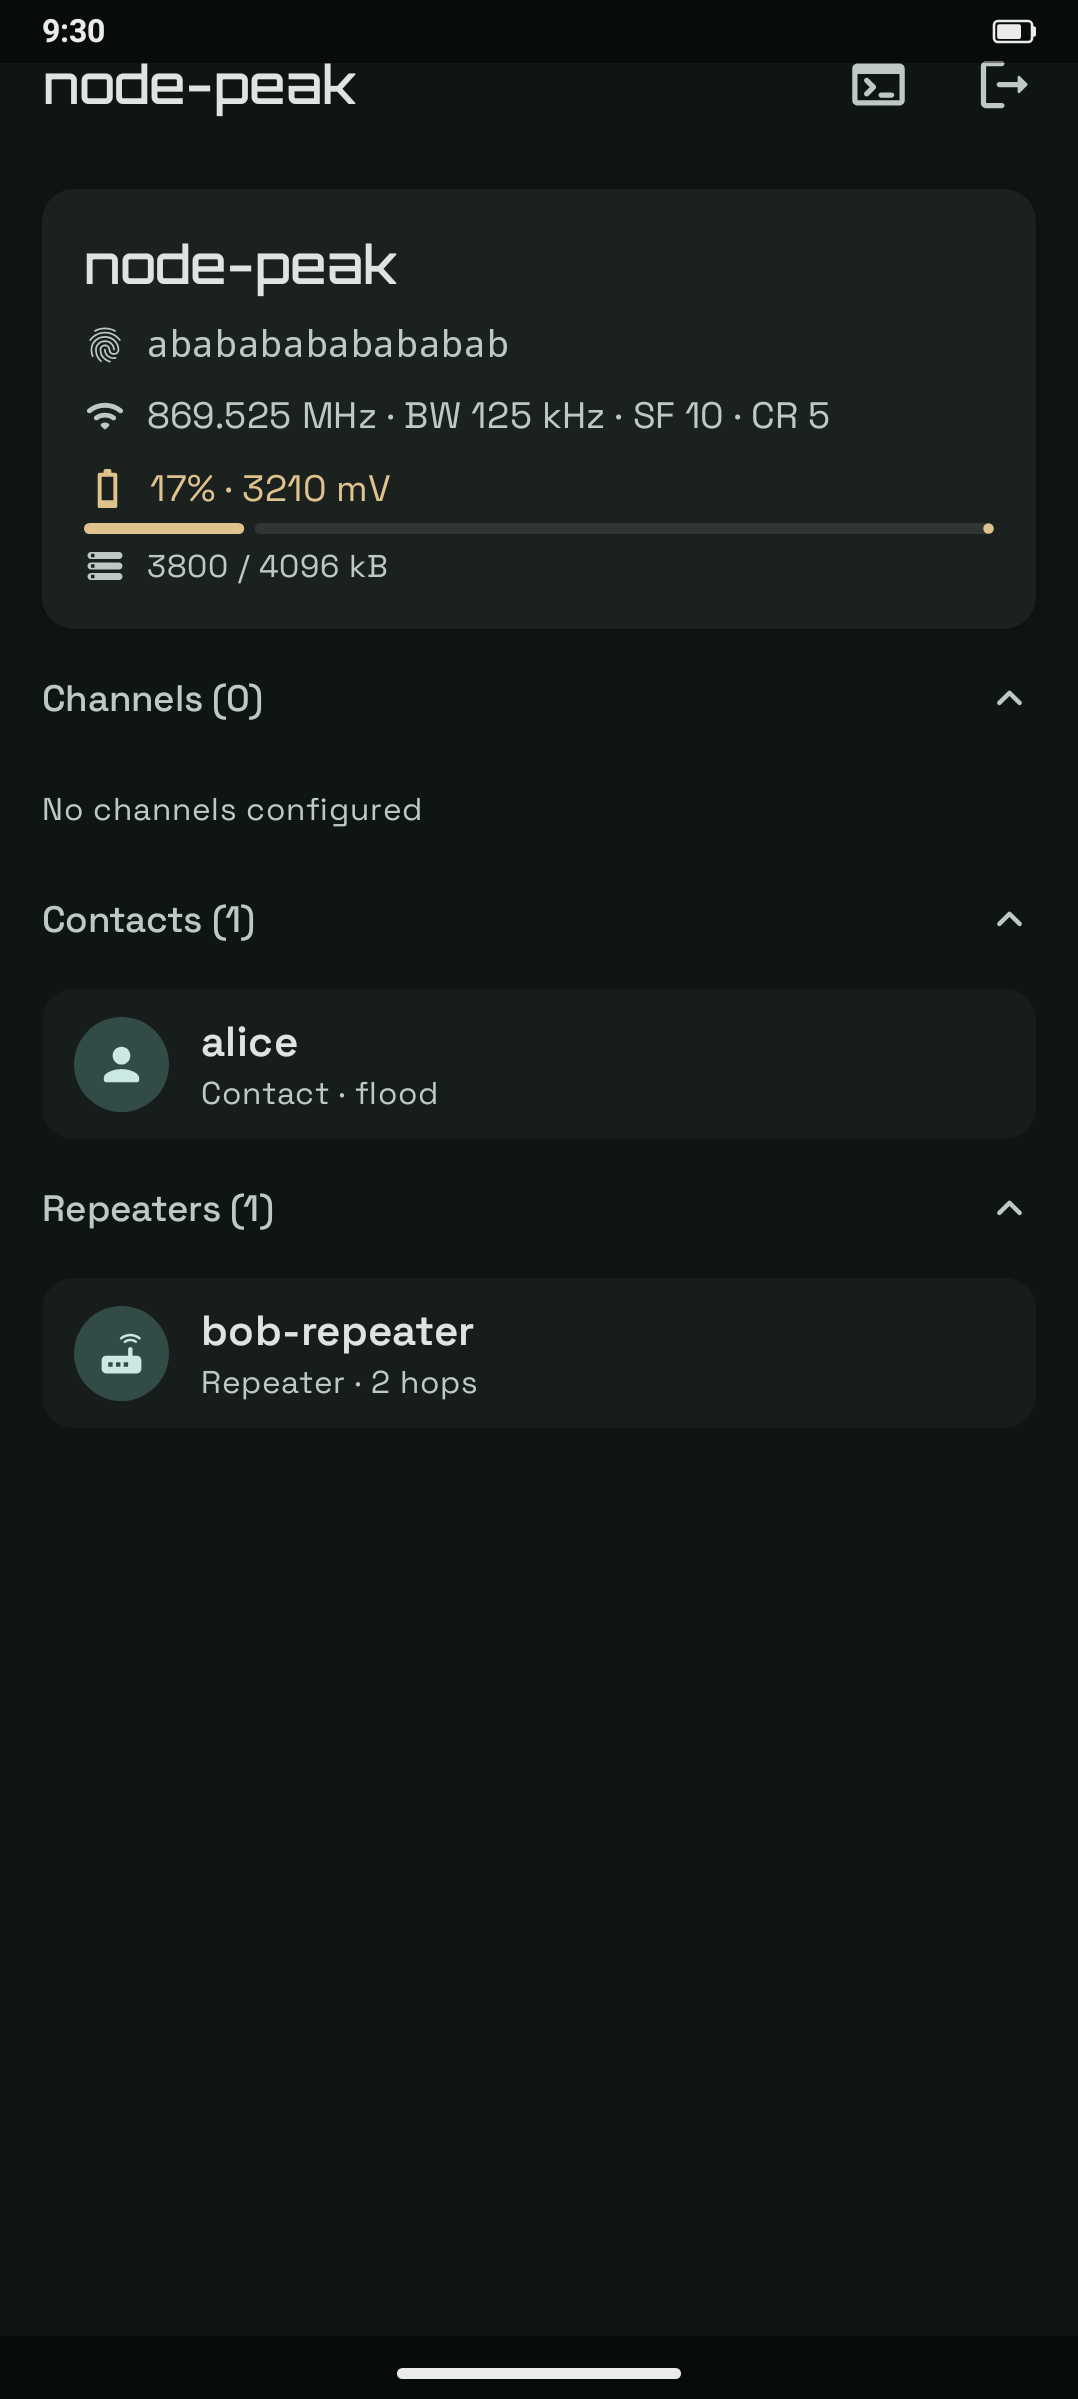 9:30
node-peak
node-peak
abababababababab
869.525 MHz · BW 125 kHz · SF 10 · CR 5
17% · 3210 mV
3800 / 4096 kB
Channels (0)
No channels configured
Contacts (1)
alice
Contact · flood
Repeaters (1)
bob-repeater
Repeater · 2 hops